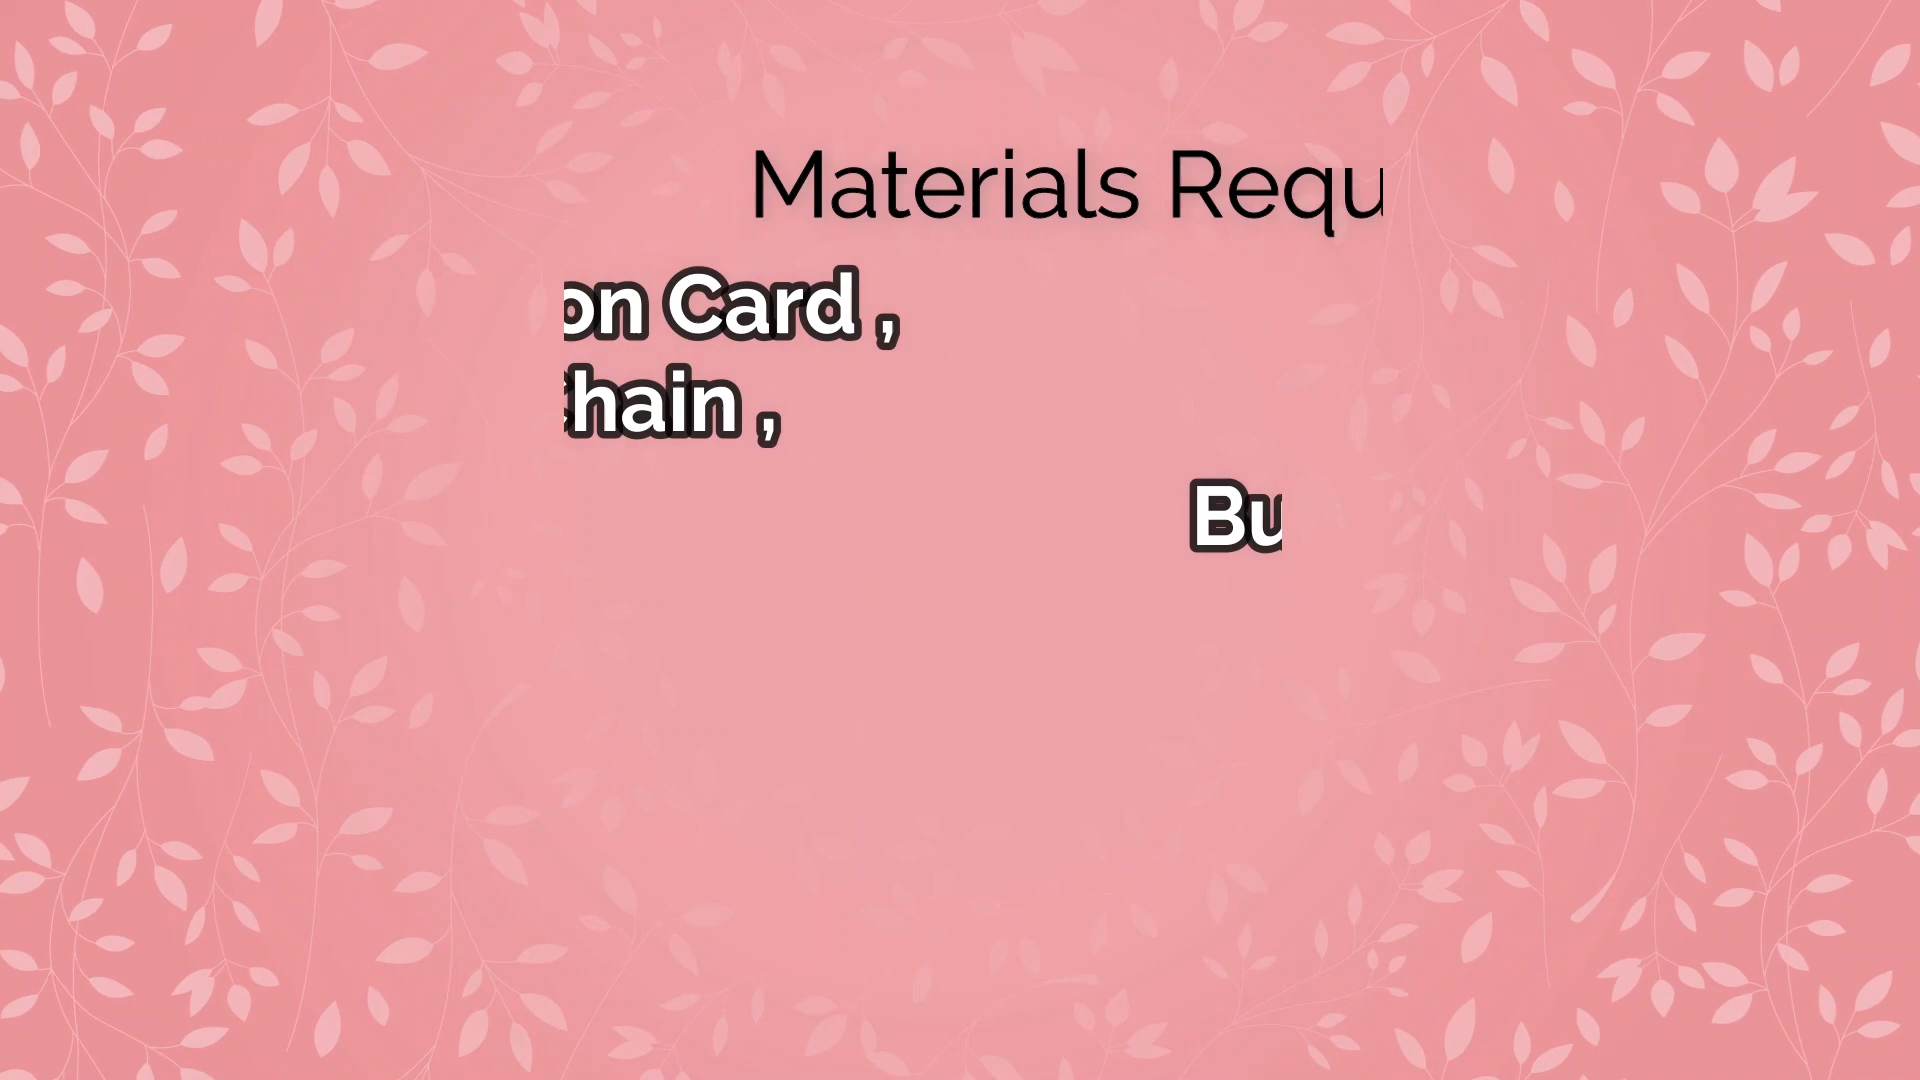 Materials Requ
on Card ,
hain ,
Bu